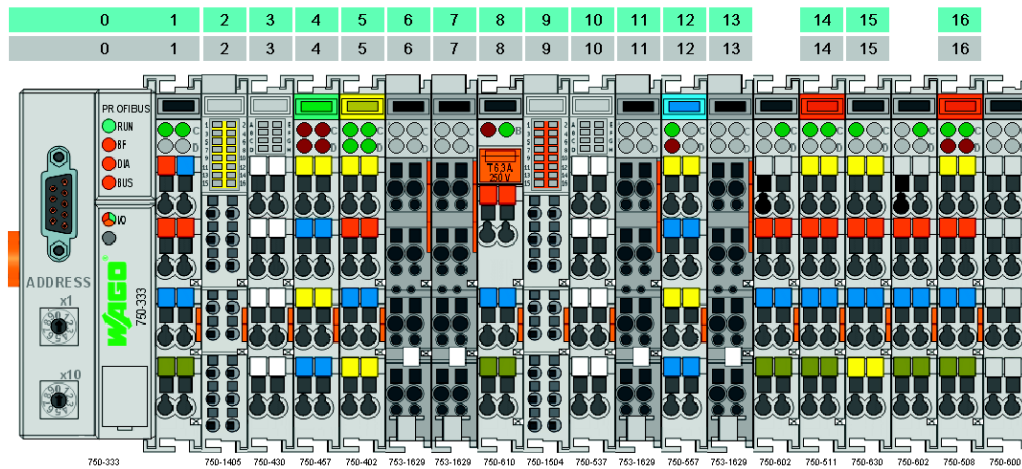 0 1 2 3 4 5 6 7 8 9 10 11 12 13 14 15 16
0 1 2 3 4 5 6 7 8 9 10 11 12 13 14 15 16
PROFIBUS
RUN
BF
DIA
BUS
I/O
T6,3A
250 V
ADDRESS
x1
WAGO
750-333
x10
750-333 750-1405 750-430 750-457 750-402 753-1629 753-1629 750-610 750-1504 750-537 753-1629 750-557 753-1629 750-602 750-511 750-630 750-602 750-508 750-600